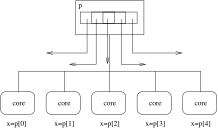 p
core core core core core
x=p[0] x=p[1] x=p[2] x=p[3] x=p[4]